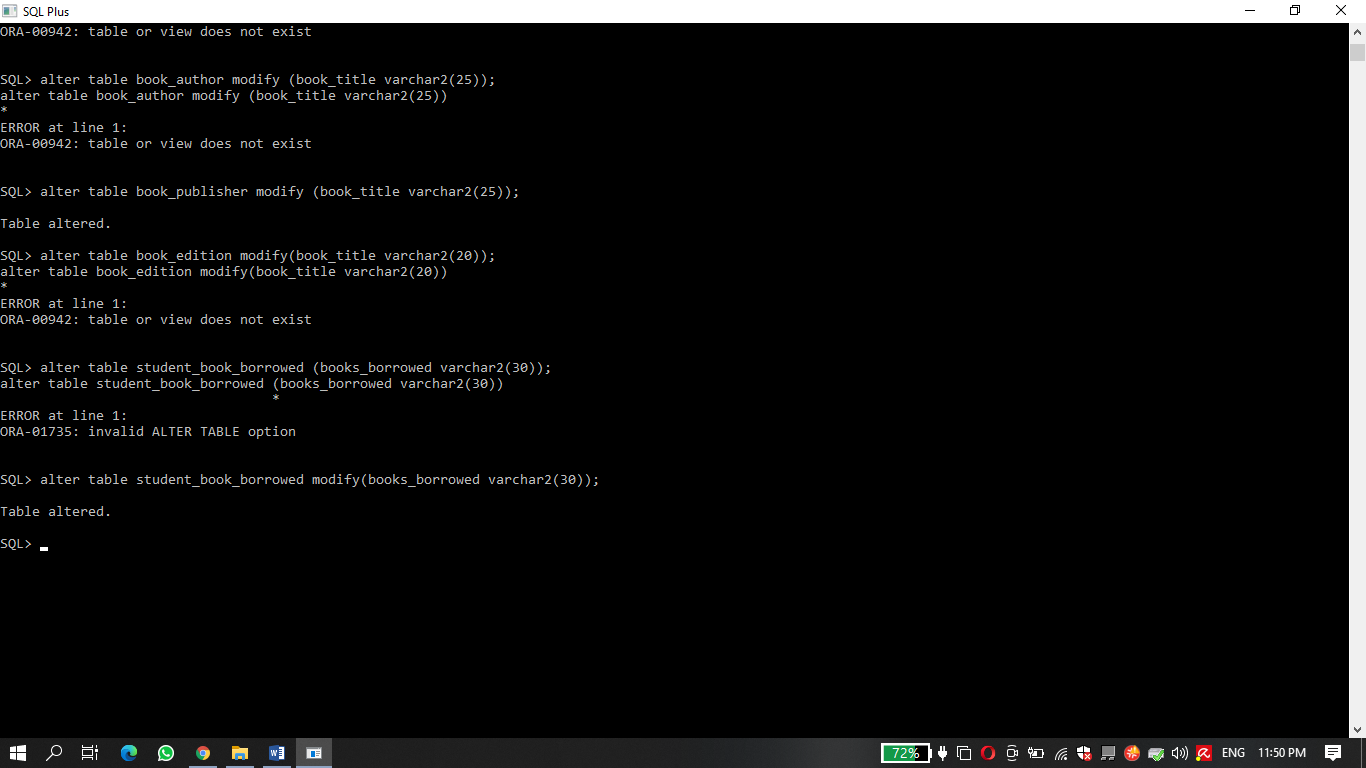 SQL Plus
ORA-00942: table or view does not exist
SQL> alter table book_author modify (book_title varchar2(25));
alter table book_author modify (book_title varchar2(25))
*
ERROR at line 1:
ORA-00942: table or view does not exist
SQL> alter table book_publisher modify (book_title varchar2(25));
Table altered.
SQL> alter table book_edition modify(book_title varchar2(20));
alter table book_edition modify(book_title varchar2(20))
*
ERROR at line 1:
ORA-00942: table or view does not exist
SQL> alter table student_book_borrowed (books_borrowed varchar2(30));
alter table student_book_borrowed (books_borrowed varchar2(30))
*
ERROR at line 1:
ORA-01735: invalid ALTER TABLE option
SQL> alter table student_book_borrowed modify(books_borrowed varchar2(30));
Table altered.
SQL>
72% ENG 11:50 PM